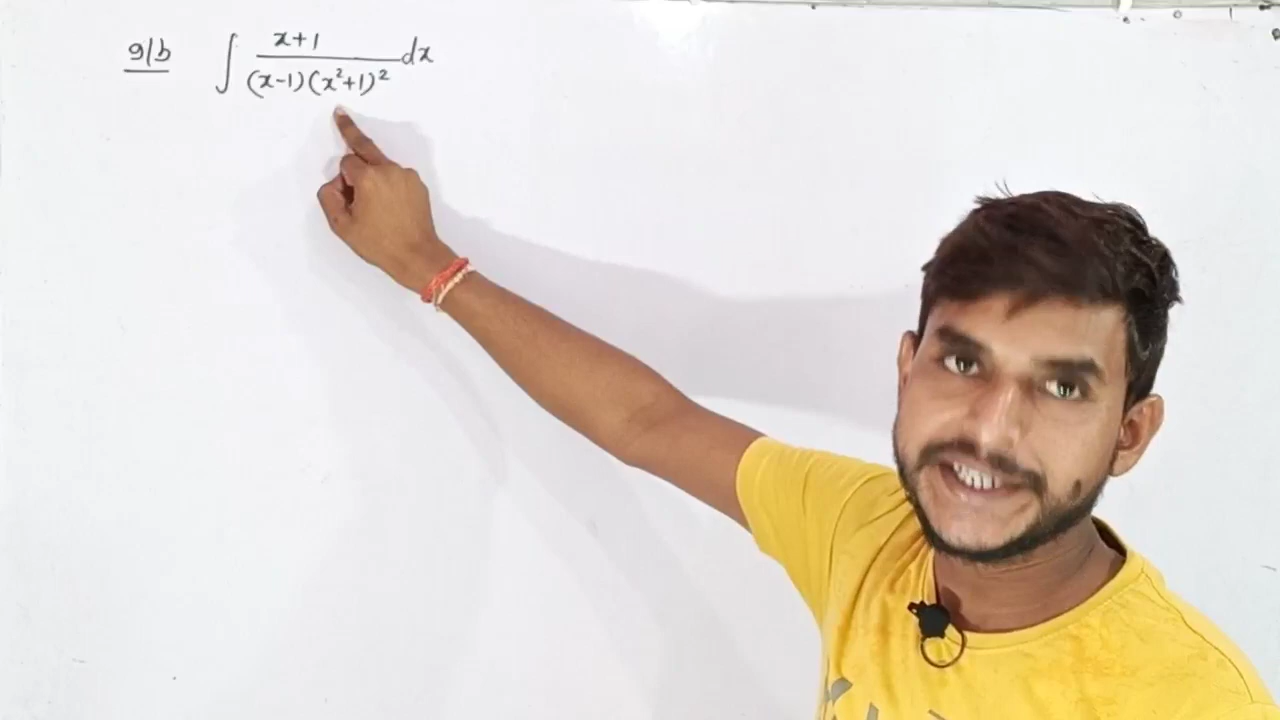 9/b ∫ x+1 / (x-1)(x²+1)² dx